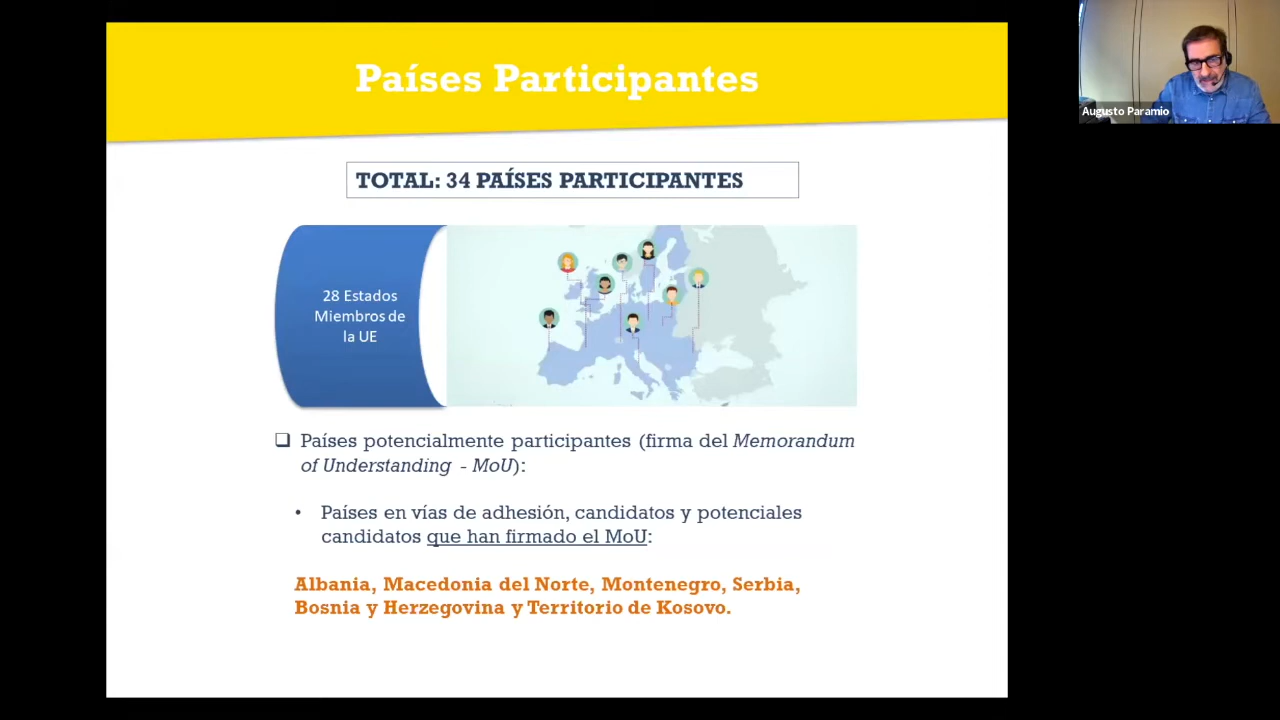 Países Participantes
TOTAL: 34 PAÍSES PARTICIPANTES
28 Estados
Miembros de
la UE
❑ Países potencialmente participantes (firma del Memorandum
of Understanding - MoU):
• Países en vías de adhesión, candidatos y potenciales
candidatos que han firmado el MoU:
Albania, Macedonia del Norte, Montenegro, Serbia,
Bosnia y Herzegovina y Territorio de Kosovo.
Augusto Paramio